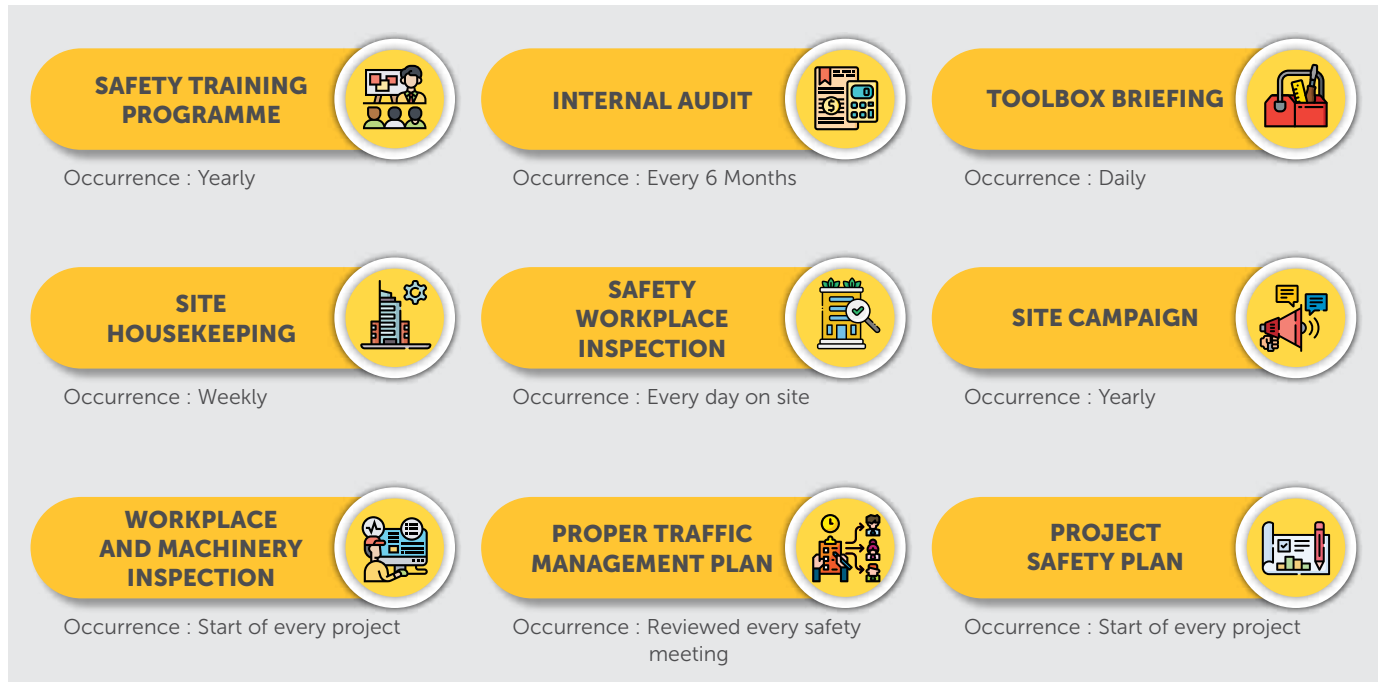 SAFETY TRAINING
PROGRAMME
Occurrence : Yearly
INTERNAL AUDIT
Occurrence : Every 6 Months
TOOLBOX BRIEFING
Occurrence : Daily
SITE
HOUSEKEEPING
Occurrence : Weekly
SAFETY
WORKPLACE
INSPECTION
Occurrence : Every day on site
SITE CAMPAIGN
Occurrence : Yearly
WORKPLACE
AND MACHINERY
INSPECTION
Occurrence : Start of every project
PROPER TRAFFIC
MANAGEMENT PLAN
Occurrence : Reviewed every safety
meeting
PROJECT
SAFETY PLAN
Occurrence : Start of every project